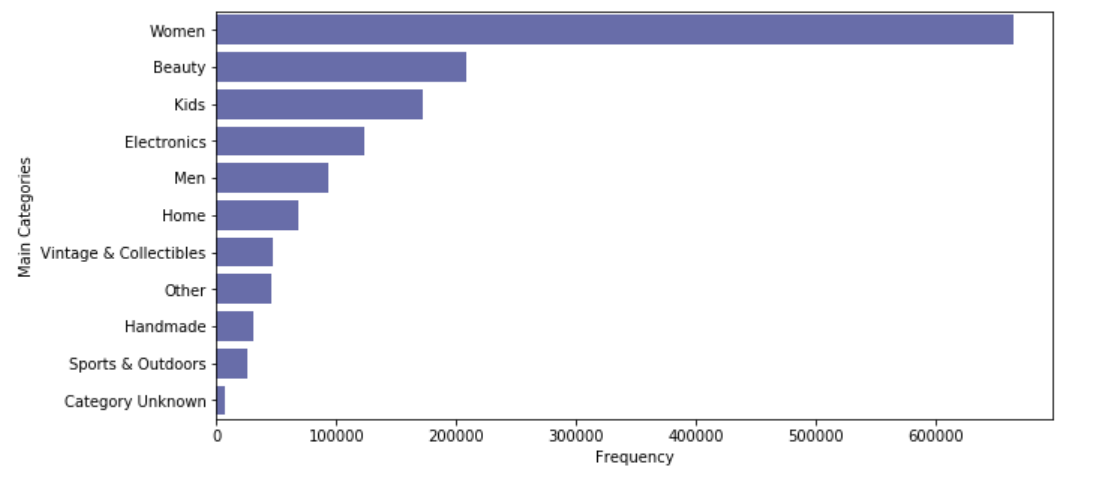 Women
Beauty
Kids
Electronics
Men
Home
Vintage & Collectibles
Other
Handmade
Sports & Outdoors
Category Unknown
Main Categories
0 100000 200000 300000 400000 500000 600000
Frequency